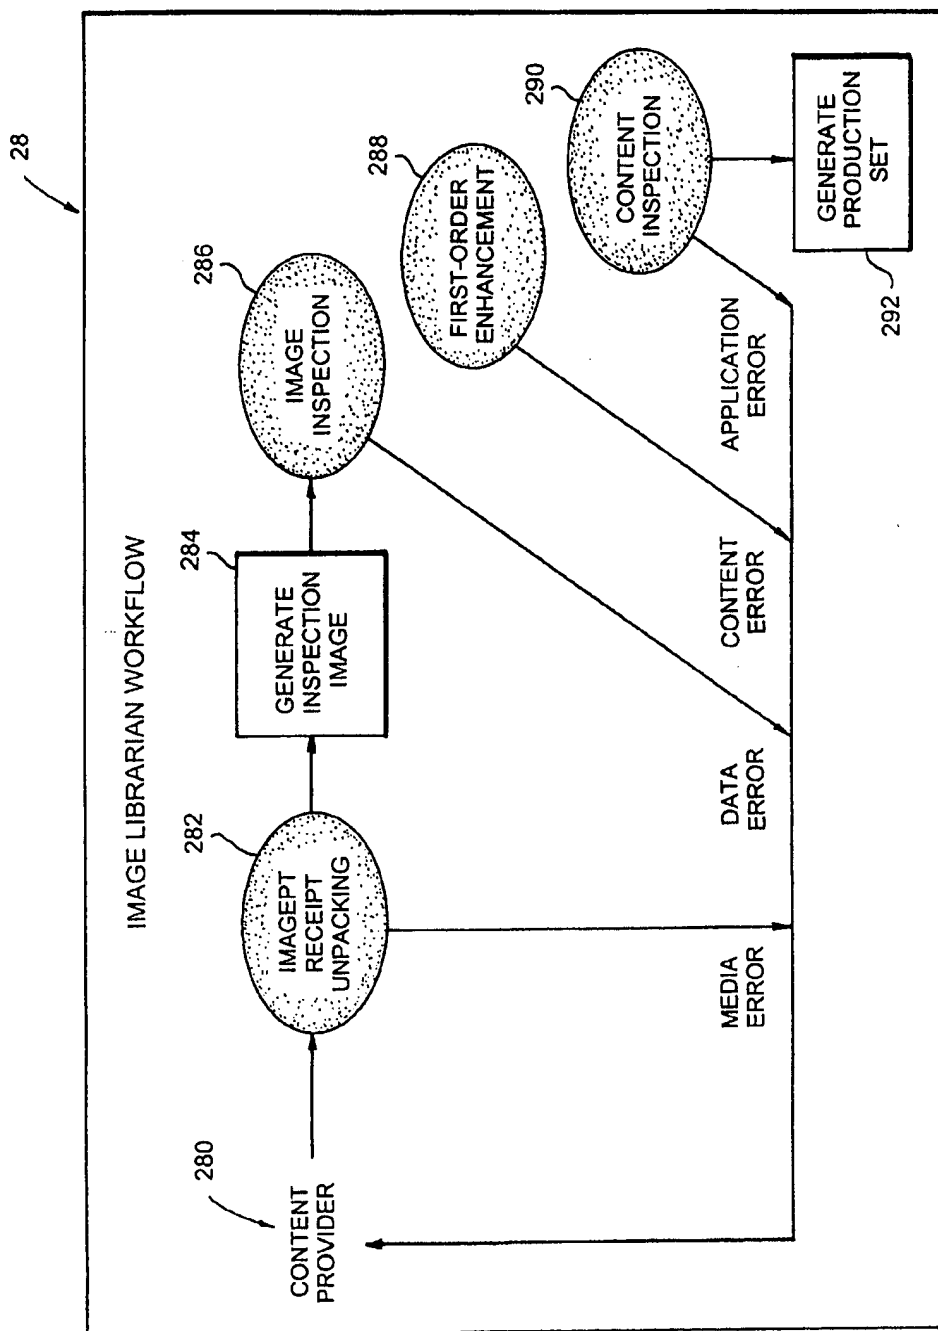 28
IMAGE LIBRARIAN WORKFLOW
280
CONTENT
PROVIDER
282
IMAGEPT
RECEIPT
UNPACKING
284
GENERATE
INSPECTION
IMAGE
286
IMAGE
INSPECTION
288
FIRST-ORDER
ENHANCEMENT
290
CONTENT
INSPECTION
MEDIA
ERROR
DATA
ERROR
CONTENT
ERROR
APPLICATION
ERROR
292
GENERATE
PRODUCTION
SET